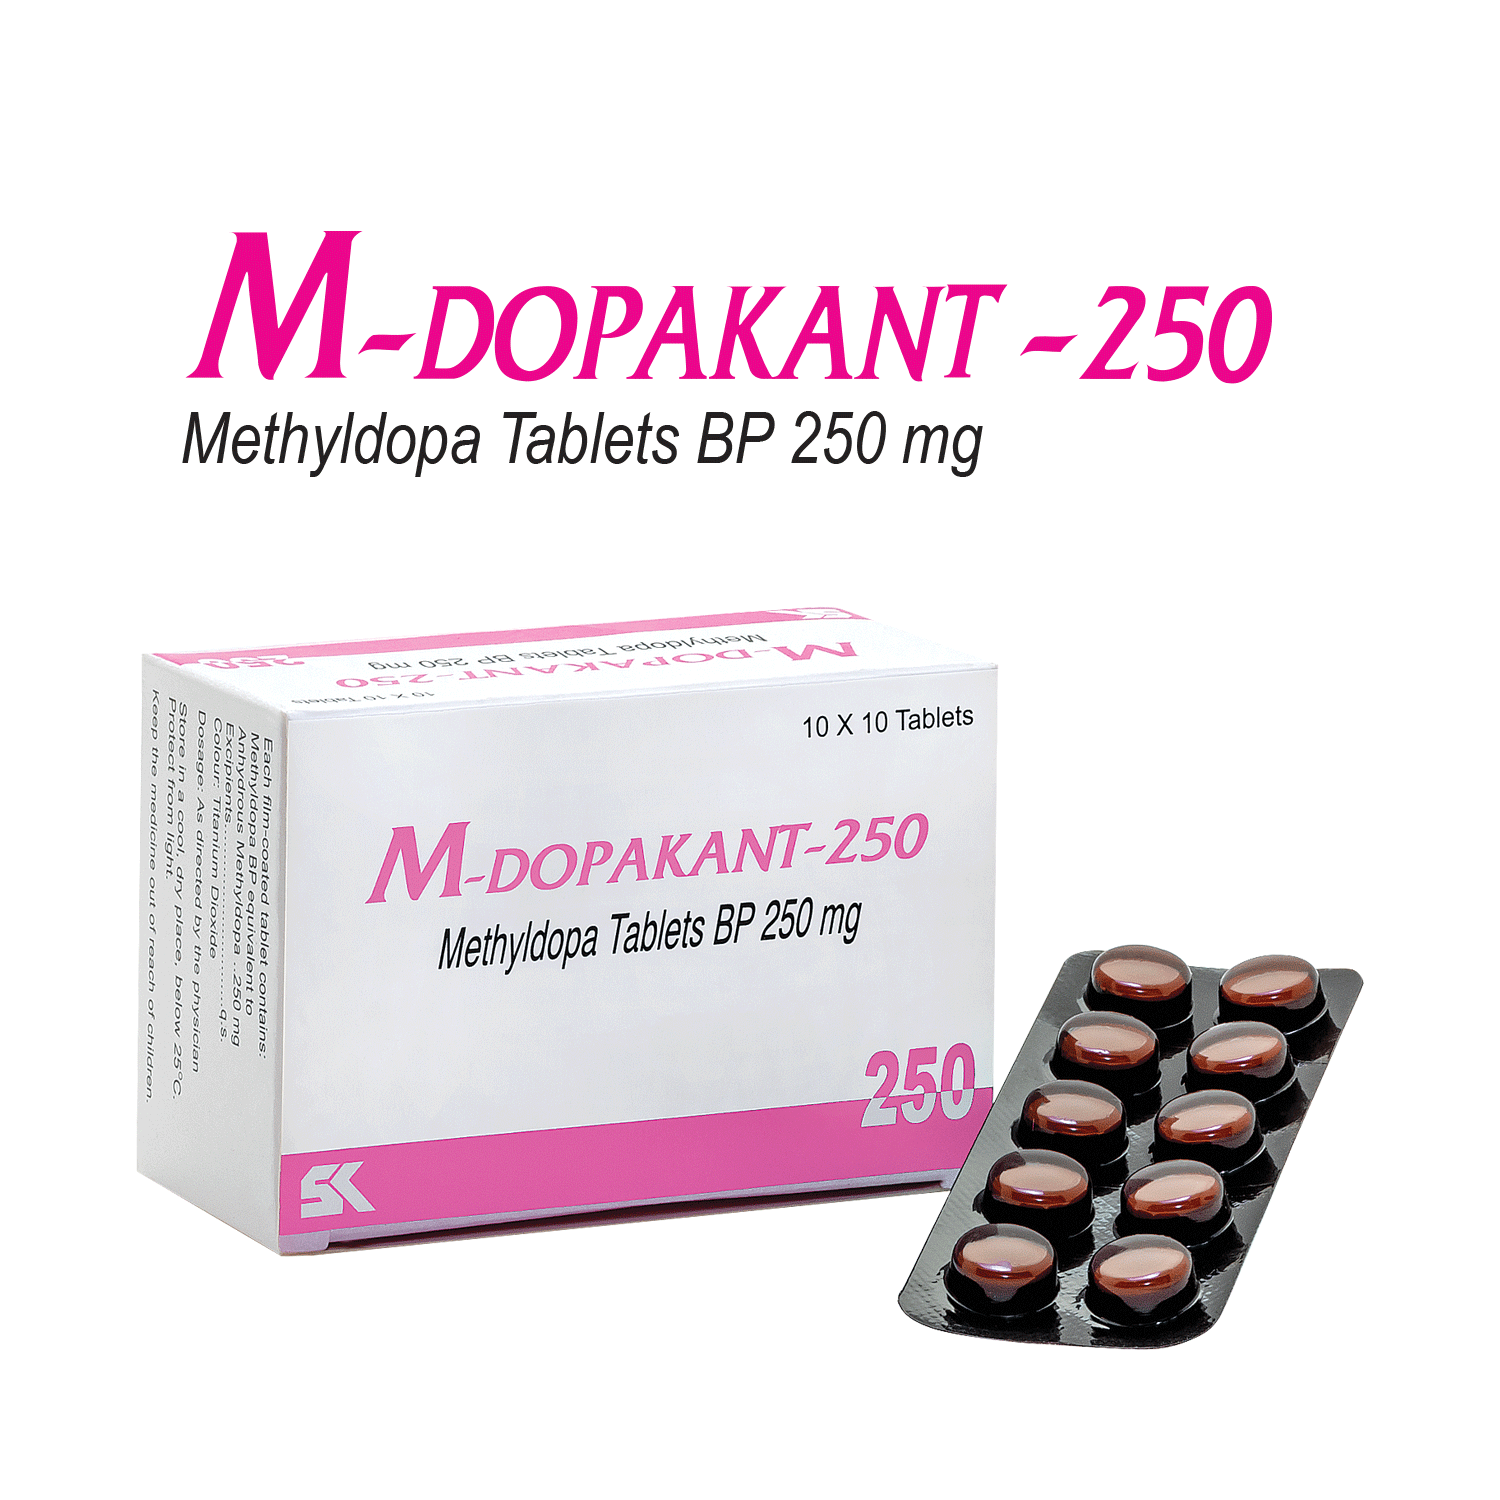 M-DOPAKANT -250
Methyldopa Tablets BP 250 mg
250
Methyldopa Tablets BP 250 mg
M-DOPAKANT-250
10 X 10 Tablets
10 X 10 Tablets
M-DOPAKANT-250
Methyldopa Tablets BP 250 mg
250
SK
Each film-coated tablet contains:
Methyldopa BP equivalent to
Anhydrous Methyldopa ..250 mg
Excipients........................q.s.
Colour: Titanium Dioxide
Dosage: As directed by the physician
Store in a cool, dry place, below 25°C.
Protect from light.
Keep the medicine out of reach of children.